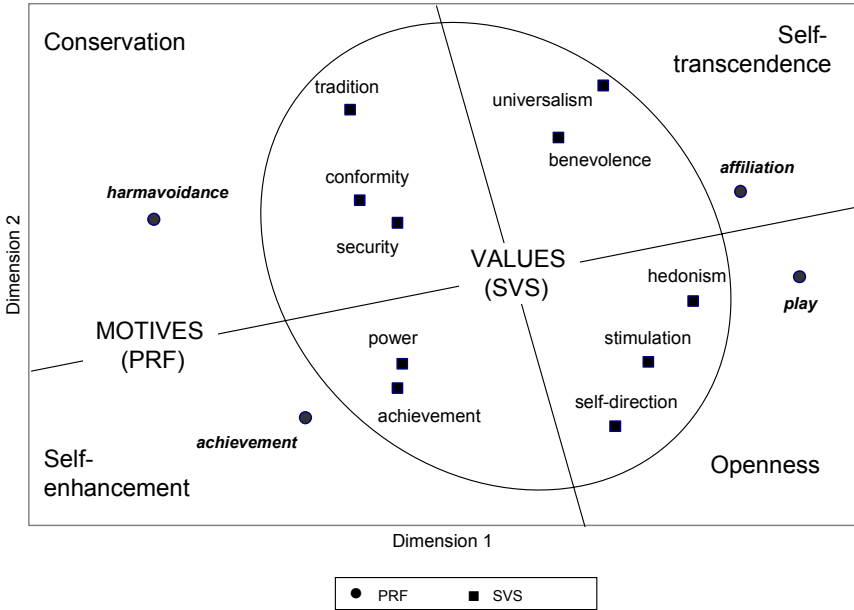 Conservation
Self-
transcendence
tradition
universalism
benevolence
conformity
affiliation
harmavoidance
security
VALUES
(SVS)
hedonism
play
MOTIVES
(PRF)
power
stimulation
achievement
self-direction
achievement
Self-
enhancement
Openness
Dimension 2
Dimension 1
PRF SVS